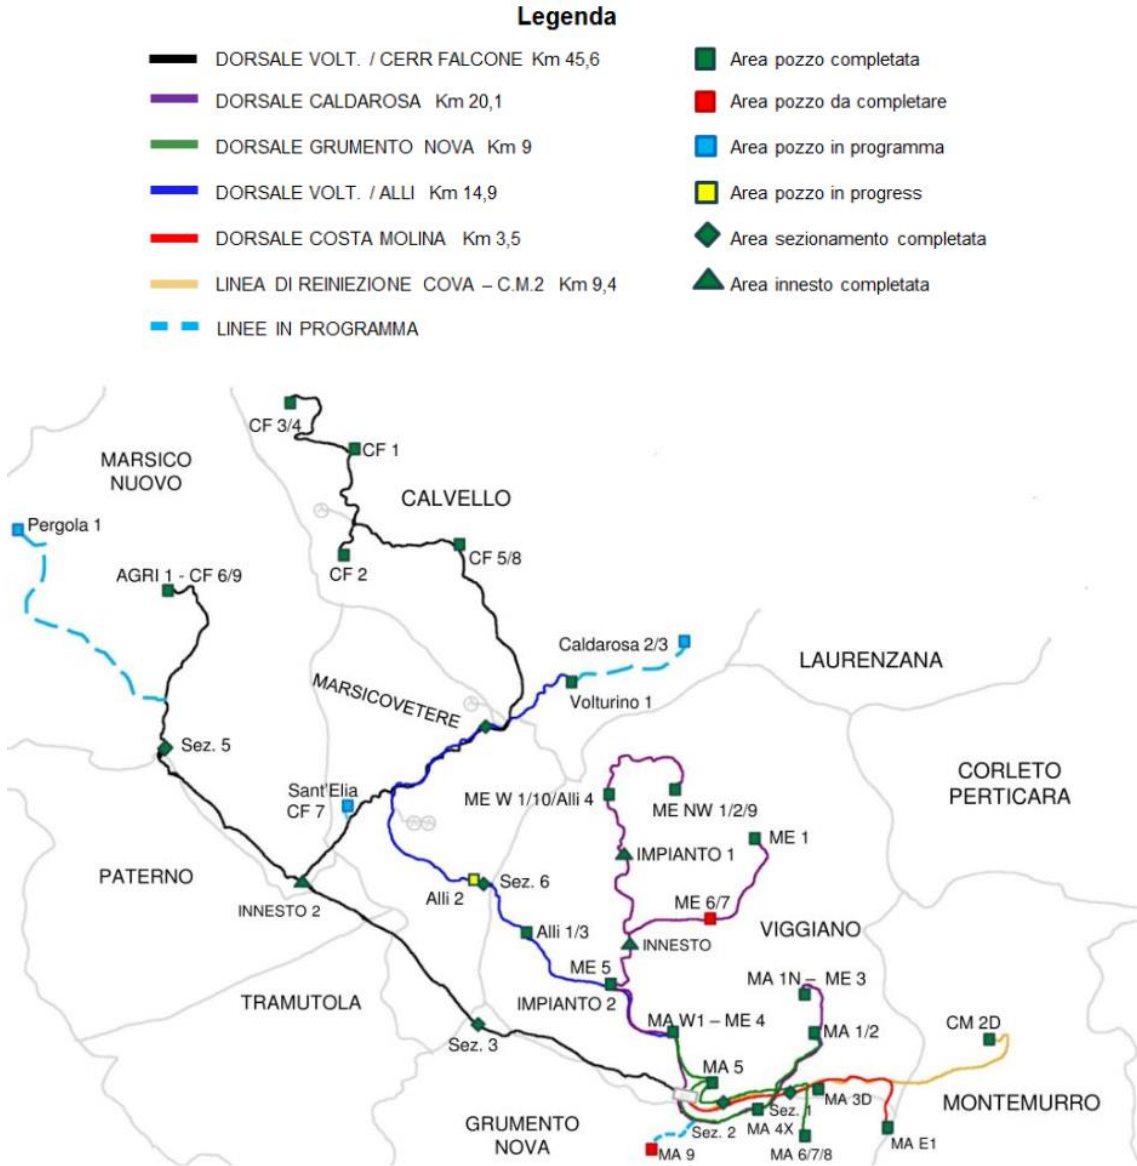 Legenda
DORSALE VOLT. / CERR FALCONE Km 45,6
Area pozzo completata
DORSALE CALDAROSA Km 20,1
Area pozzo da completare
DORSALE GRUMENTO NOVA Km 9
Area pozzo in programma
DORSALE VOLT. / ALLI Km 14,9
Area pozzo in progress
DORSALE COSTA MOLINA Km 3,5
Area sezionamento completata
LINEA DI REINIEZIONE COVA – C.M.2 Km 9,4
Area innesto completata
LINEE IN PROGRAMMA
CF 3/4
CF 1
MARSICO
NUOVO
CALVELLO
Pergola 1
CF 5/8
CF 2
AGRI 1 - CF 6/9
Caldarosa 2/3
LAURENZANA
MARSICOVETERE
Volturino 1
Sez. 5
CORLETO
PERTICARA
Sant'Elia
CF 7
ME W 1/10/Alli 4
ME NW 1/2/9
ME 1
IMPIANTO 1
PATERNO
Sez. 6
Alli 2
ME 6/7
INNESTO 2
VIGGIANO
Alli 1/3
INNESTO
ME 5
IMPIANTO 2
MA 1N – ME 3
TRAMUTOLA
MA W1 – ME 4
CM 2D
MA 1/2
Sez. 3
MA 5
MA 3D
MONTEMURRO
Sez. 1
GRUMENTO
NOVA
Sez. 2
MA 4X
MA E1
MA 9
MA 6/7/8